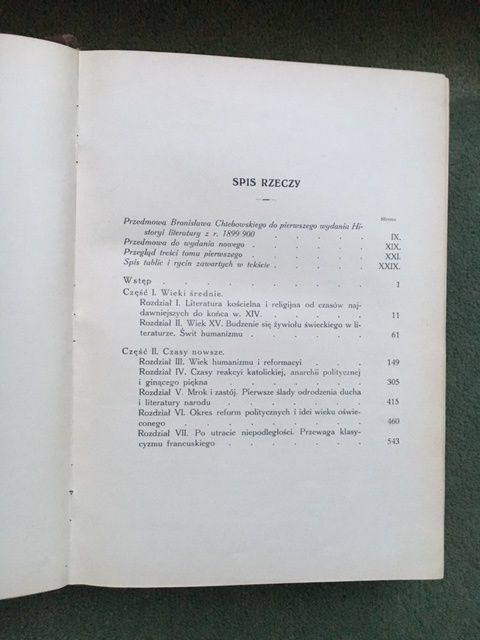 SPIS RZECZY
Strona
Przedmowa Bronisława Chlebowskiego do pierwszego wydania Hi-
storyi literatury z r. 1899/900 . . . . . IX.
Przedmowa do wydania nowego . . . . . . . XIX.
Przegląd treści tomu pierwszego . . . . . . . XXI.
Spis tablic i rycin zawartych w tekście . . . . . . XXIX.
Wstęp . . . . . . . . . . . 1
Część I. Wieki średnie.
Rozdział I. Literatura kościelna i religijna od czasów naj-
dawniejszych do końca w. XIV. . . . . . 11
Rozdział II. Wiek XV. Budzenie się żywiołu świeckiego w li-
teraturze. Świt humanizmu . . . . . . 61
Część II. Czasy nowsze.
Rozdział III. Wiek humanizmu i reformacyi . . . . 149
Rozdział IV. Czasy reakcyi katolickiej, anarchii politycznej
i ginącego piękna . . . . . . . 305
Rozdział V. Mrok i zastój. Pierwsze ślady odrodzenia ducha
i literatury narodu . . . . . . . 415
Rozdział VI. Okres reform politycznych i idei wieku oświe-
conego . . . . . . . . . 460
Rozdział VII. Po utracie niepodległości. Przewaga klasy-
cyzmu francuskiego . . . . . . . 543